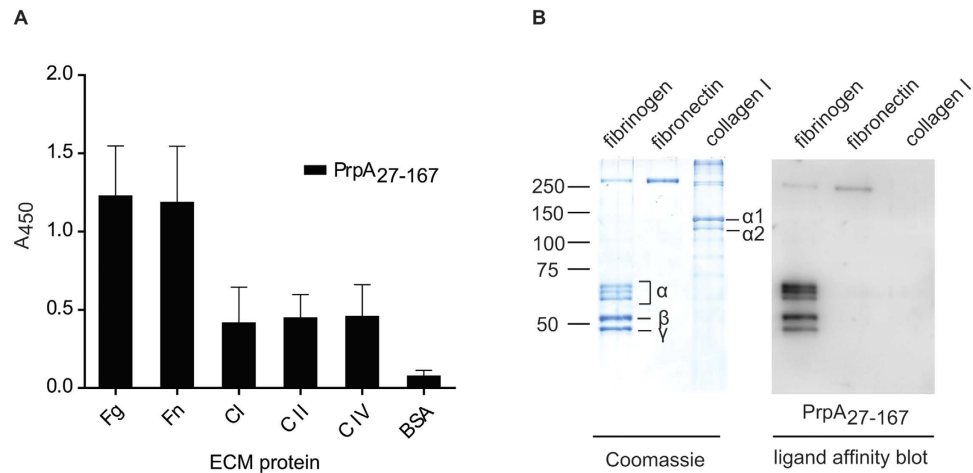 A
2.0
1.5
1.0
0.5
0.0
A450
PrpA27-167
Fg
Fn
CI
C II
C IV
BSA
ECM protein
B
fibrinogen
fibronectin
collagen I
fibrinogen
fibronectin
collagen I
250
150
100
75
50
α1
α2
α
β
γ
PrpA27-167
Coomassie
ligand affinity blot